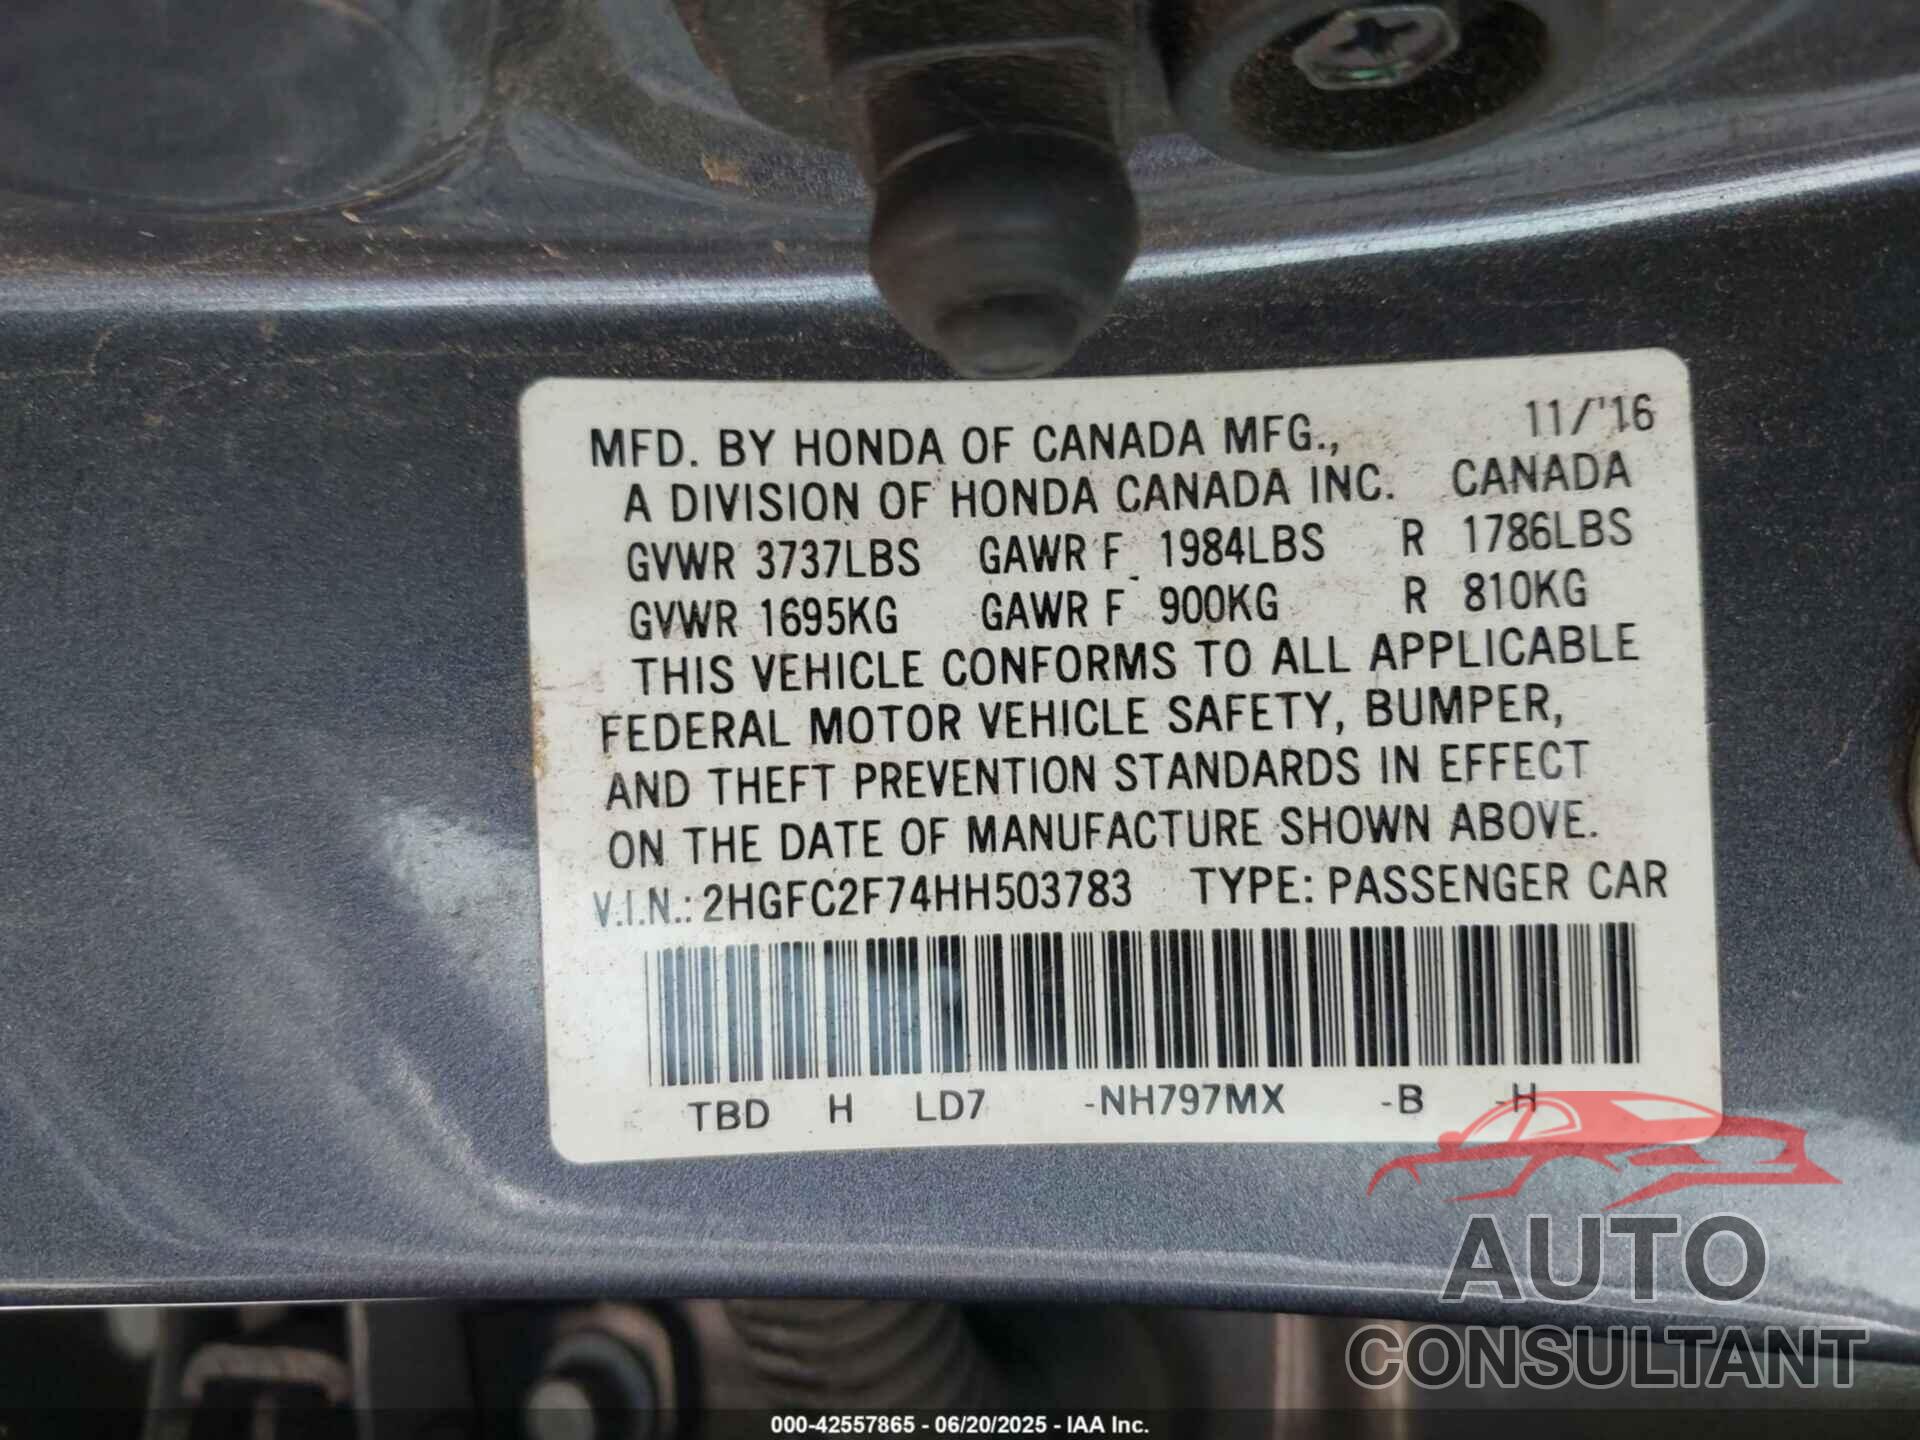 MFD. BY HONDA OF CANADA MFG., 11/'16
A DIVISION OF HONDA CANADA INC. CANADA
GVWR 3737LBS GAWR F 1984LBS R 1786LBS
GVWR 1695KG GAWR F 900KG R 810KG
THIS VEHICLE CONFORMS TO ALL APPLICABLE
FEDERAL MOTOR VEHICLE SAFETY, BUMPER,
AND THEFT PREVENTION STANDARDS IN EFFECT
ON THE DATE OF MANUFACTURE SHOWN ABOVE.
V.I.N.: 2HGFC2F74HH503783 TYPE: PASSENGER CAR
TBD H LD7 -NH797MX -B -H
AUTO
CONSULTANT
000-42557865 - 06/20/2025 - IAA Inc.